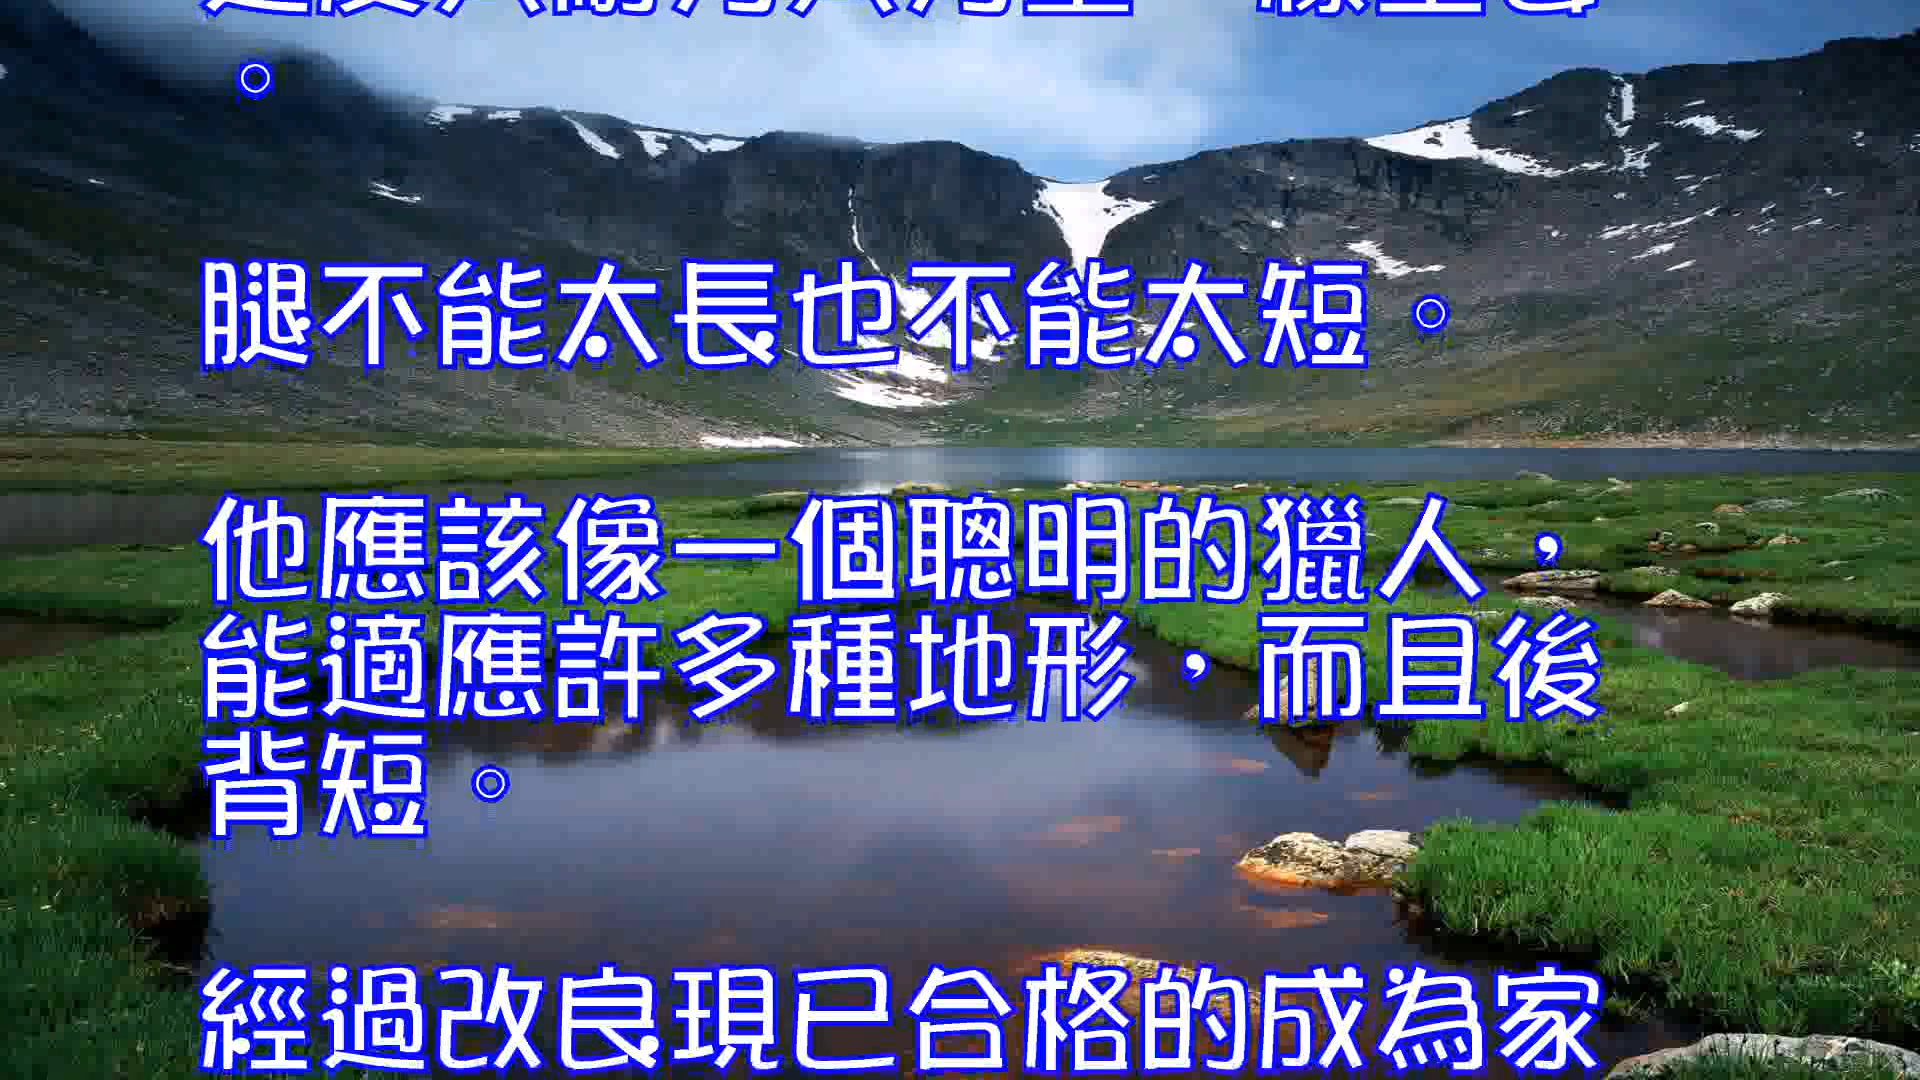 。
腿不能太長也不能太短。
他應該像一個聰明的獵人，
能適應許多種地形，而且後
背短。
經過改良現已合格的成為家